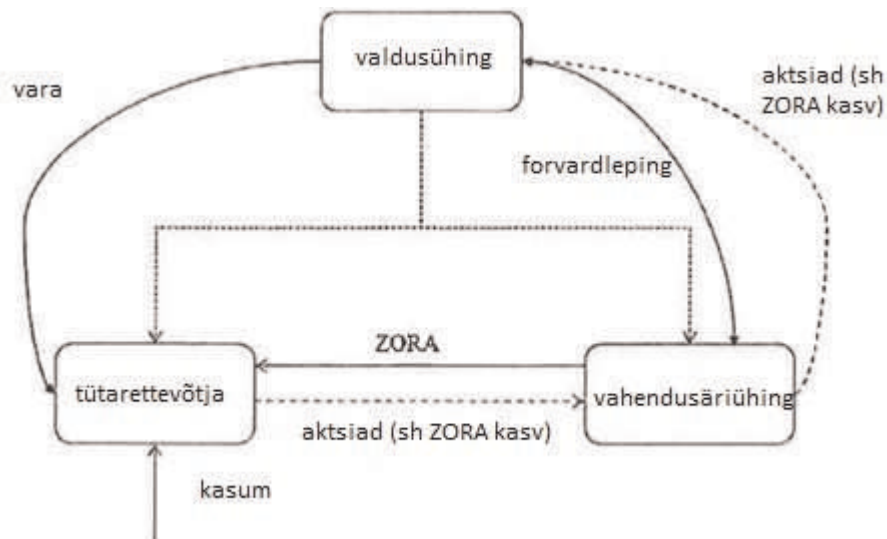 valdusühing
aktsiad (sh
ZORA kasv)
vara
forvardleping
ZORA
tütarettevõtja
vahendusäriühing
aktsiad (sh ZORA kasv)
kasum